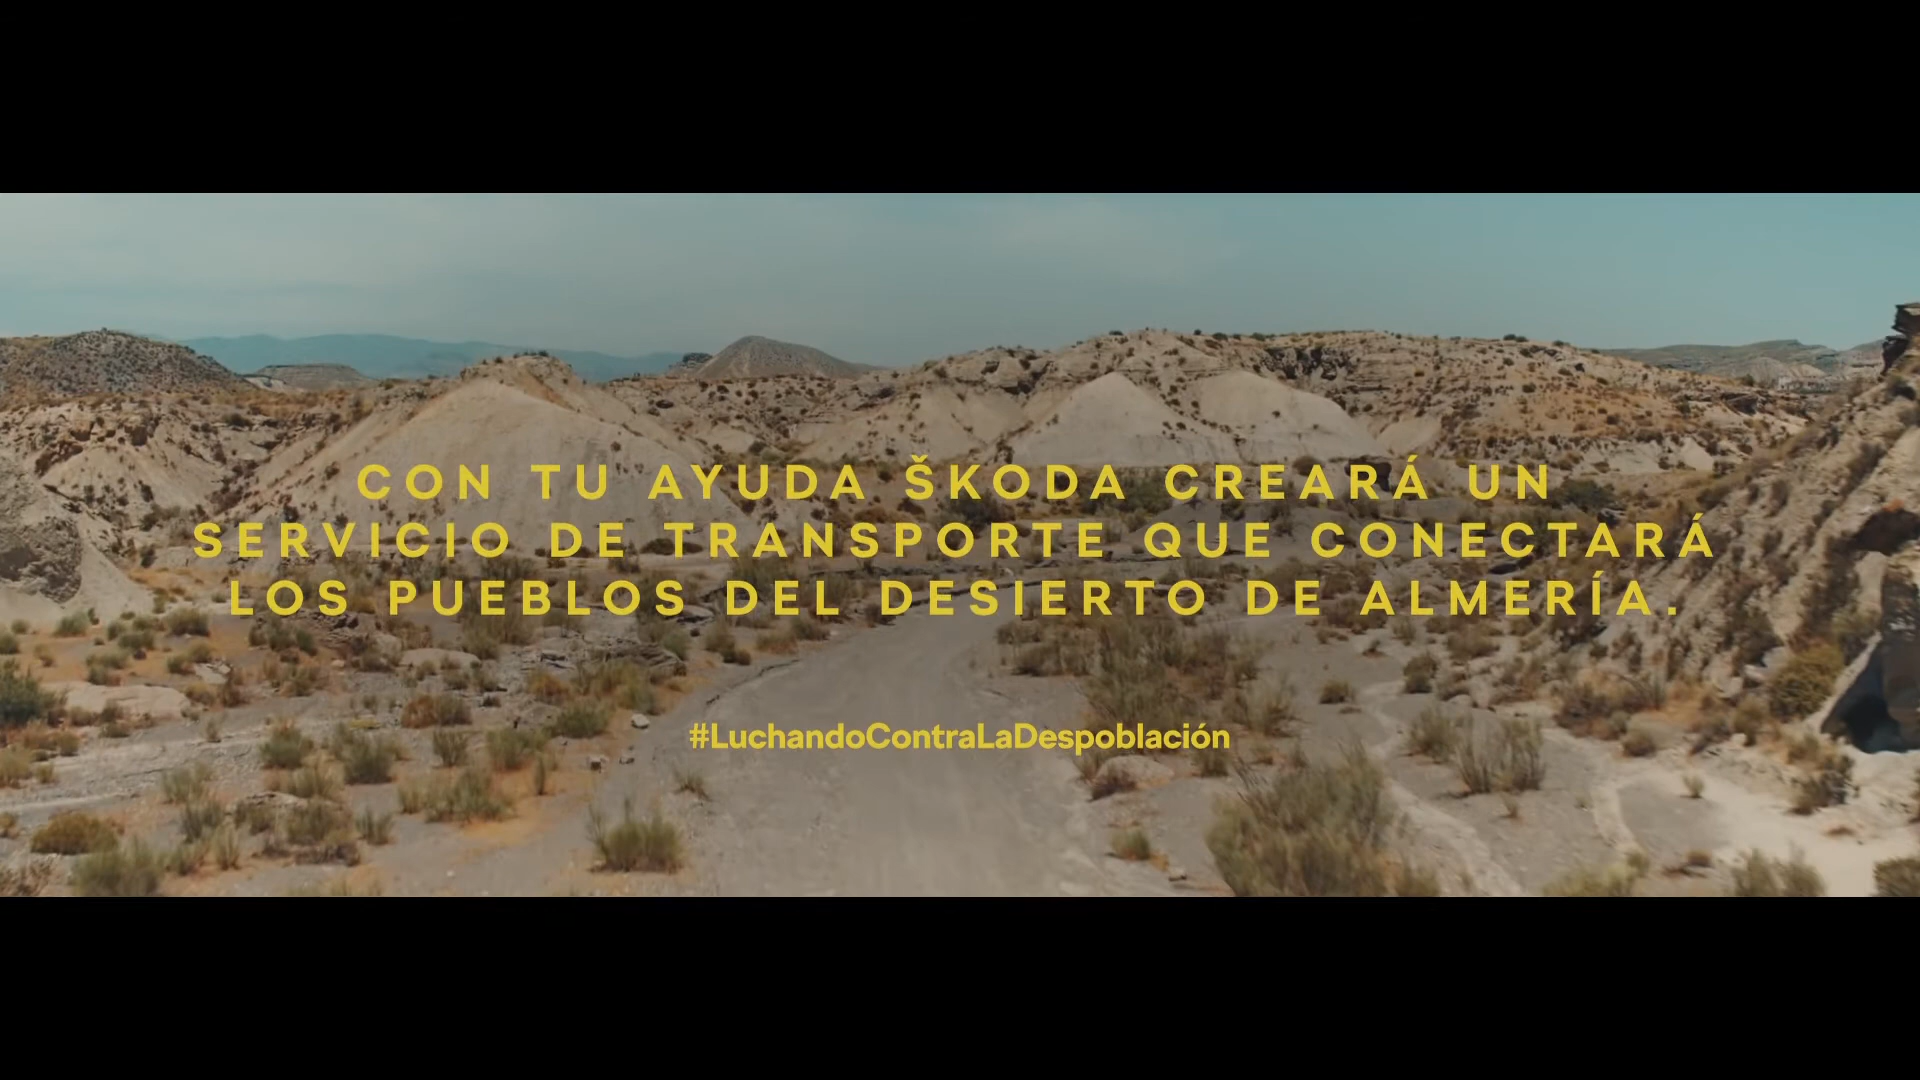 CON TU AYUDA ŠKODA CREARÁ UN
SERVICIO DE TRANSPORTE QUE CONECTARÁ
LOS PUEBLOS DEL DESIERTO DE ALMERÍA.
#LuchandoContraLaDespoblación